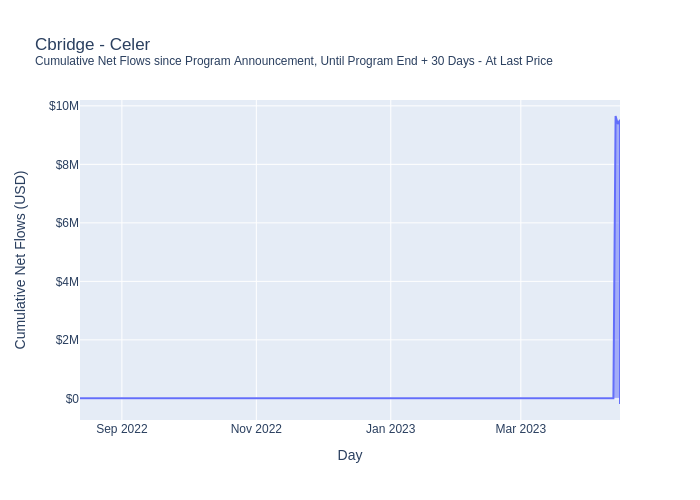 Cbridge - Celer
Cumulative Net Flows since Program Announcement, Until Program End + 30 Days - At Last Price
Cumulative Net Flows (USD)
$10M
$8M
$6M
$4M
$2M
$0
Sep 2022
Nov 2022
Jan 2023
Mar 2023
Day